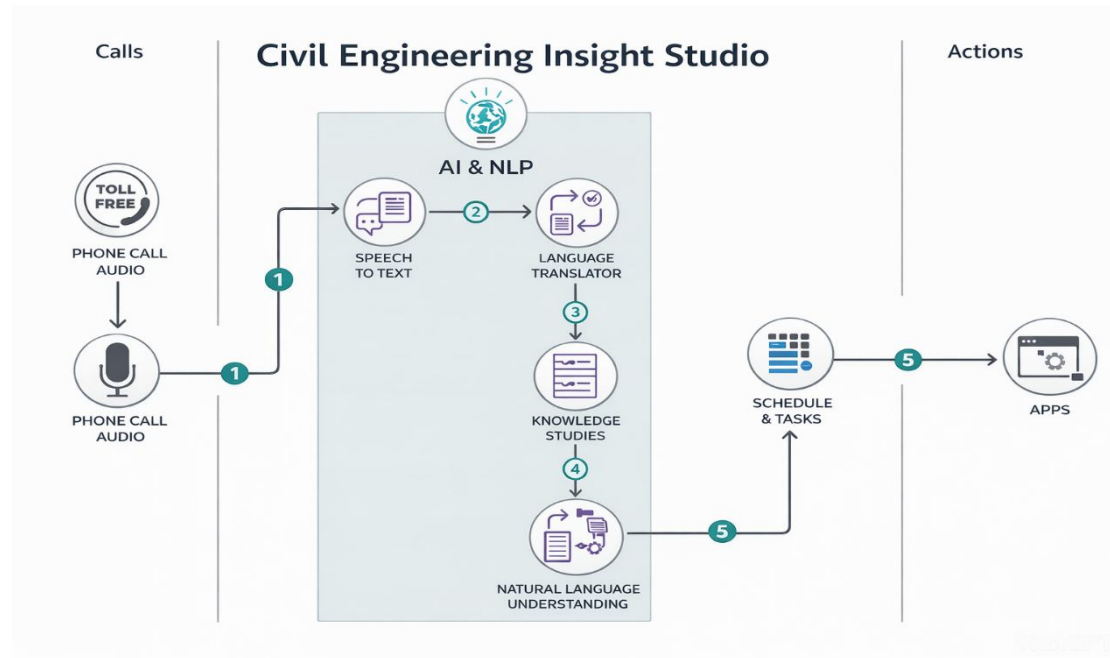 Calls
Civil Engineering Insight Studio
Actions
AI & NLP
TOLL
FREE
PHONE CALL
AUDIO
1
SPEECH
TO TEXT
2
LANGUAGE
TRANSLATOR
3
PHONE CALL
AUDIO
1
KNOWLEDGE
STUDIES
4
NATURAL LANGUAGE
UNDERSTANDING
5
SCHEDULE
& TASKS
5
APPS